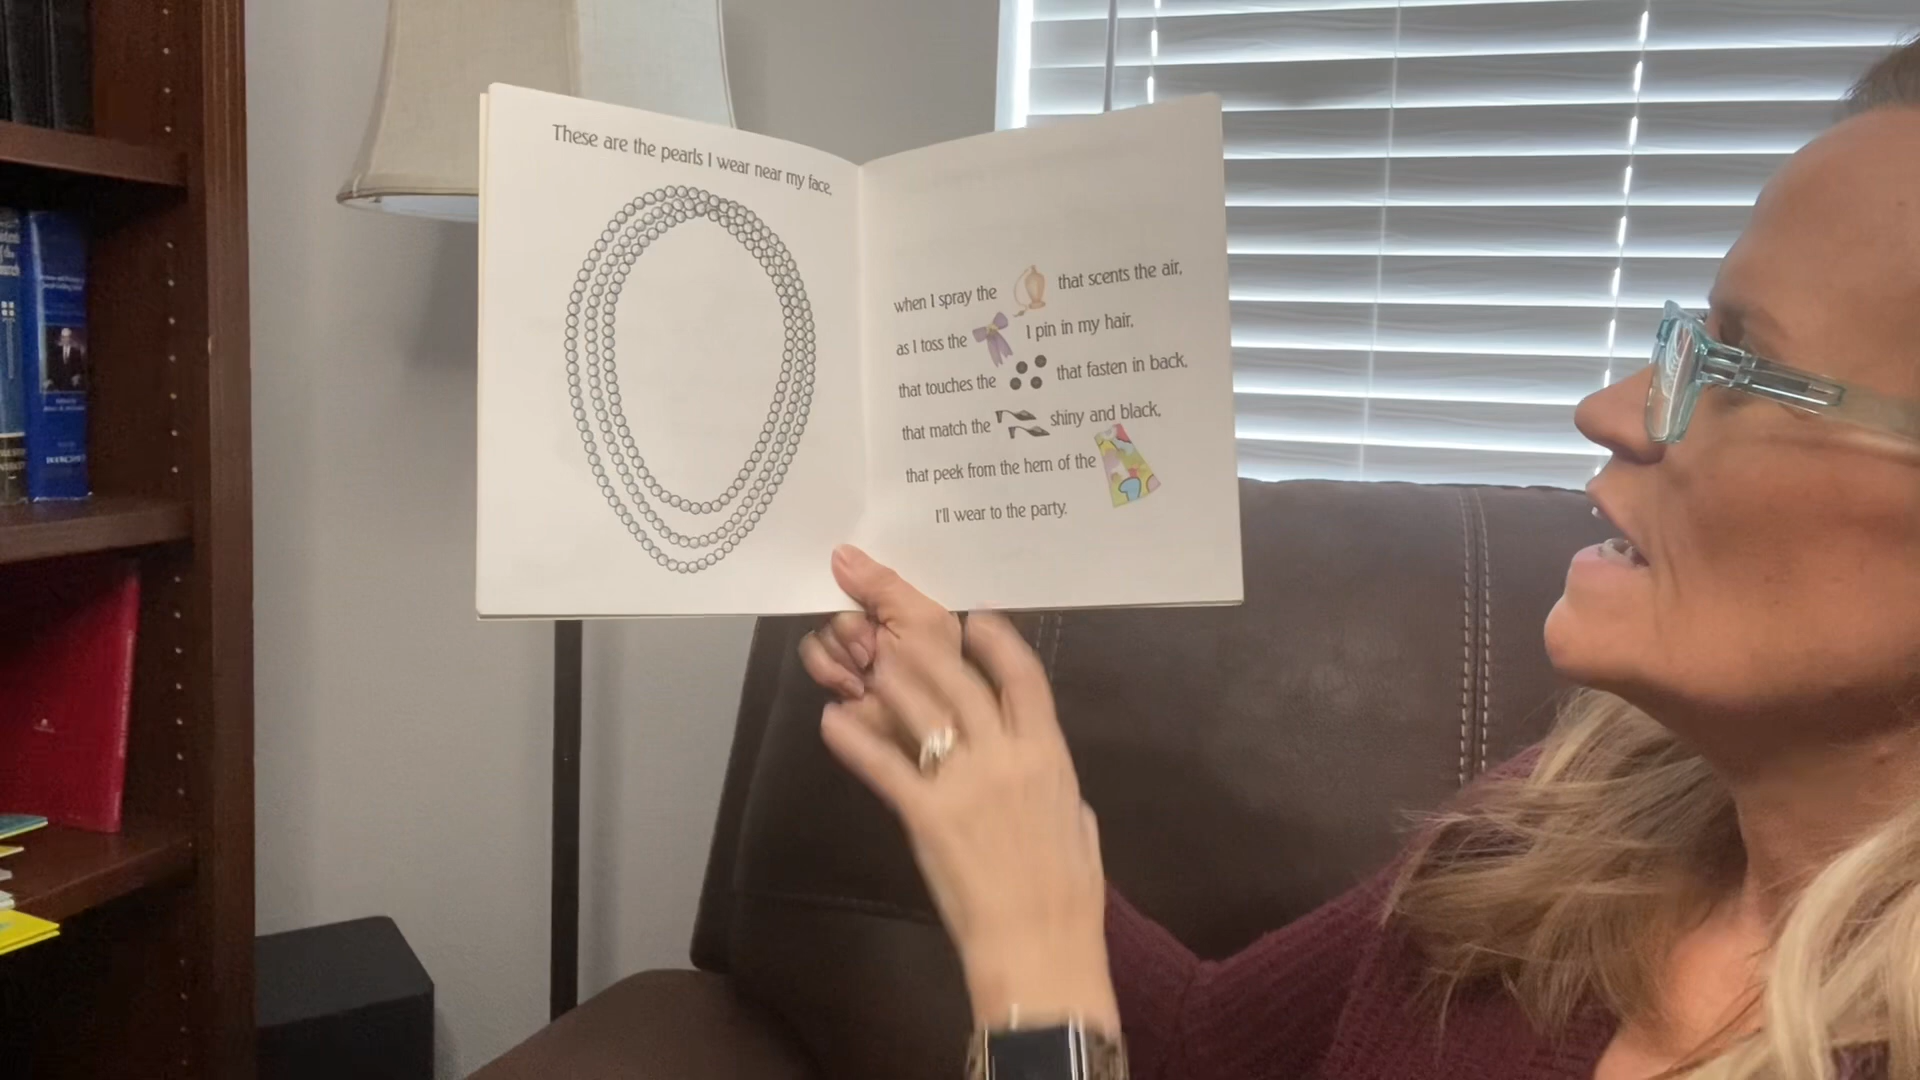 These are the pearls I wear near my face,
when I spray the that scents the air,
as I toss the I pin in my hair,
that touches the that fasten in back,
that match the shiny and black,
that peek from the hem of the
I'll wear to the party.